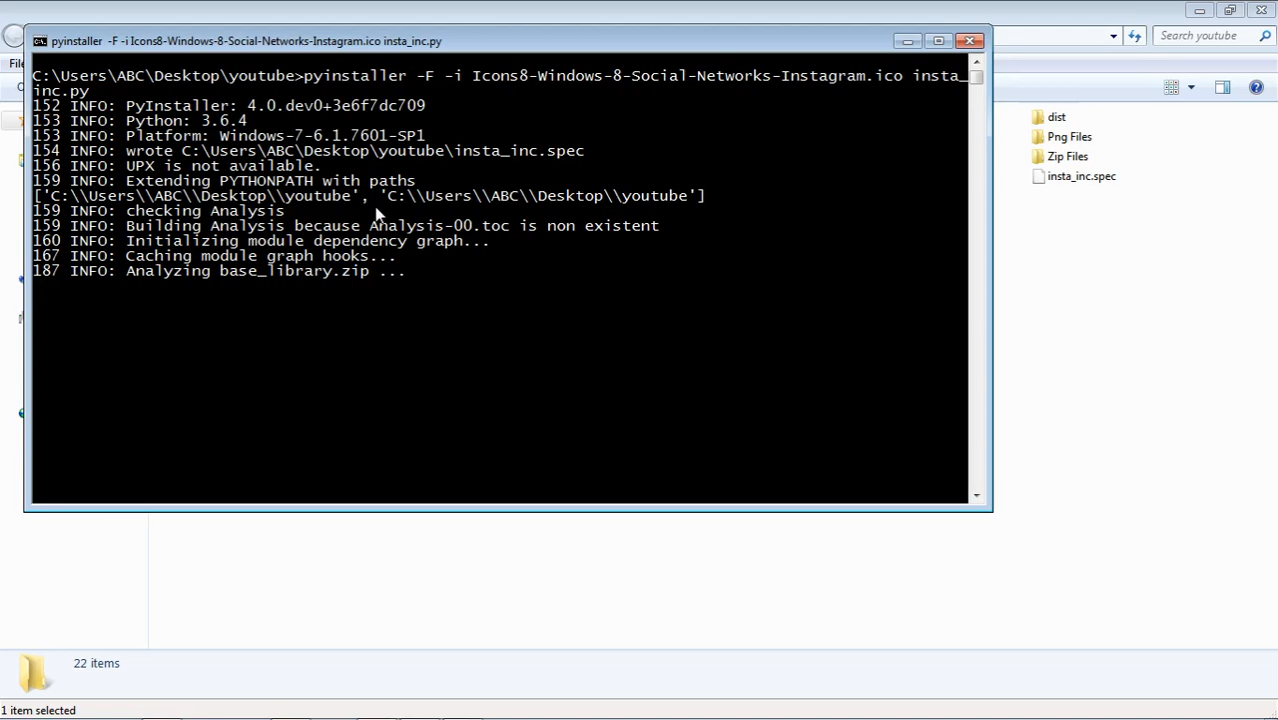 pyinstaller -F -i Icons8-Windows-8-Social-Networks-Instagram.ico insta_inc.py
C:\Users\ABC\Desktop\youtube>pyinstaller -F -i Icons8-Windows-8-Social-Networks-Instagram.ico insta_
inc.py
152 INFO: PyInstaller: 4.0.dev0+3e6f7dc709
153 INFO: Python: 3.6.4
153 INFO: Platform: Windows-7-6.1.7601-SP1
154 INFO: wrote C:\Users\ABC\Desktop\youtube\insta_inc.spec
156 INFO: UPX is not available.
159 INFO: Extending PYTHONPATH with paths
['C:\\Users\\ABC\\Desktop\\youtube', 'C:\\Users\\ABC\\Desktop\\youtube']
159 INFO: checking Analysis
159 INFO: Building Analysis because Analysis-00.toc is non existent
160 INFO: Initializing module dependency graph...
167 INFO: Caching module graph hooks...
187 INFO: Analyzing base_library.zip ...
Search youtube
dist
Png Files
Zip Files
insta_inc.spec
22 items
1 item selected